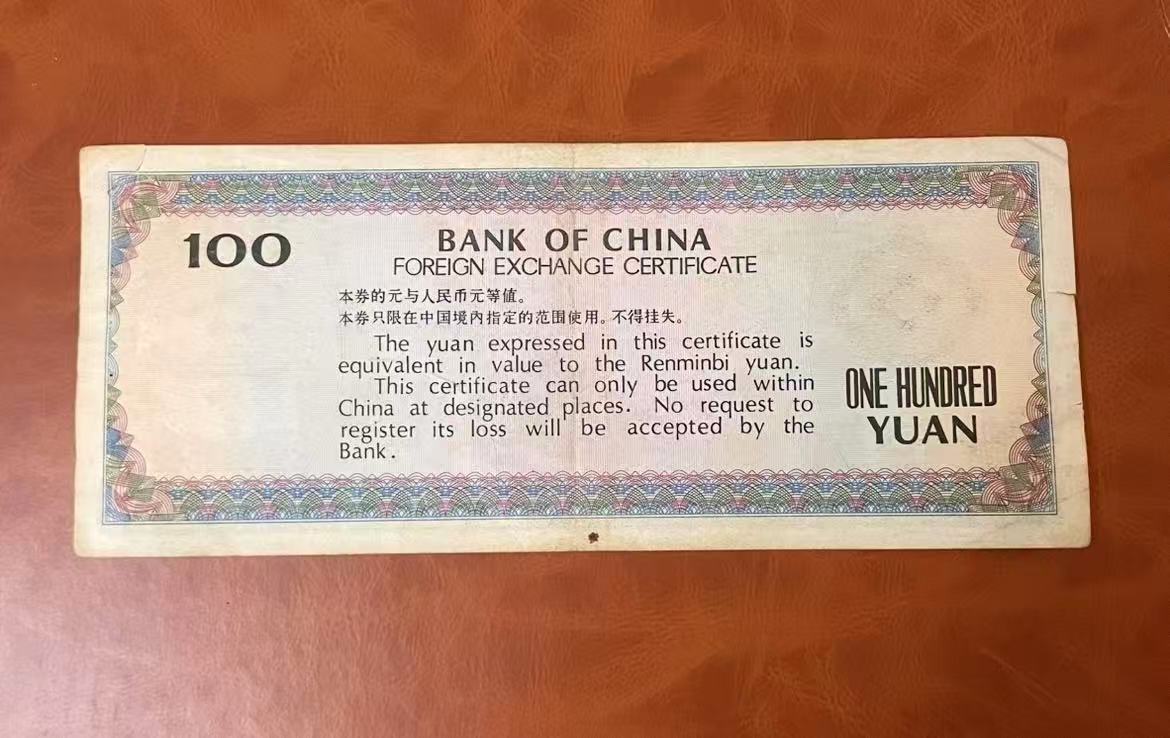 100
BANK OF CHINA
FOREIGN EXCHANGE CERTIFICATE
本券的元与人民币元等值。
本券只限在中国境内指定的范围使用。不得挂失。
The yuan expressed in this certificate is
equivalent in value to the Renminbi yuan.
This certificate can only be used within
China at designated places. No request to
register its loss will be accepted by the
Bank.
ONE HUNDRED
YUAN